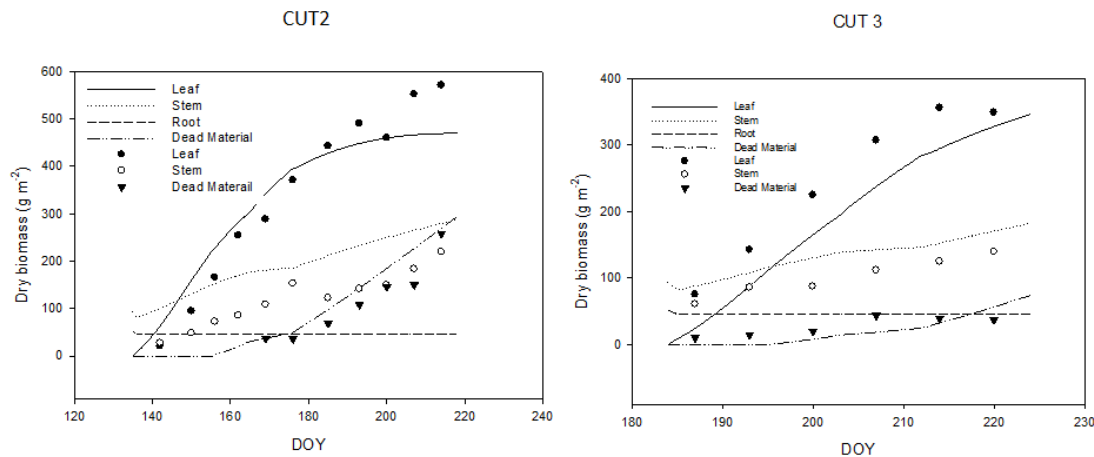 CUT2
600
500
400
300
200
100
0
Dry biomass (g m-2)
Leaf
Stem
Root
Dead Material
Leaf
Stem
Dead Materail
120
140
160
180
200
220
240
DOY
CUT 3
400
300
200
100
0
Dry biomass (g m-2)
Leaf
Stem
Root
Dead Material
Leaf
Stem
Dead Material
180
190
200
210
220
230
DOY